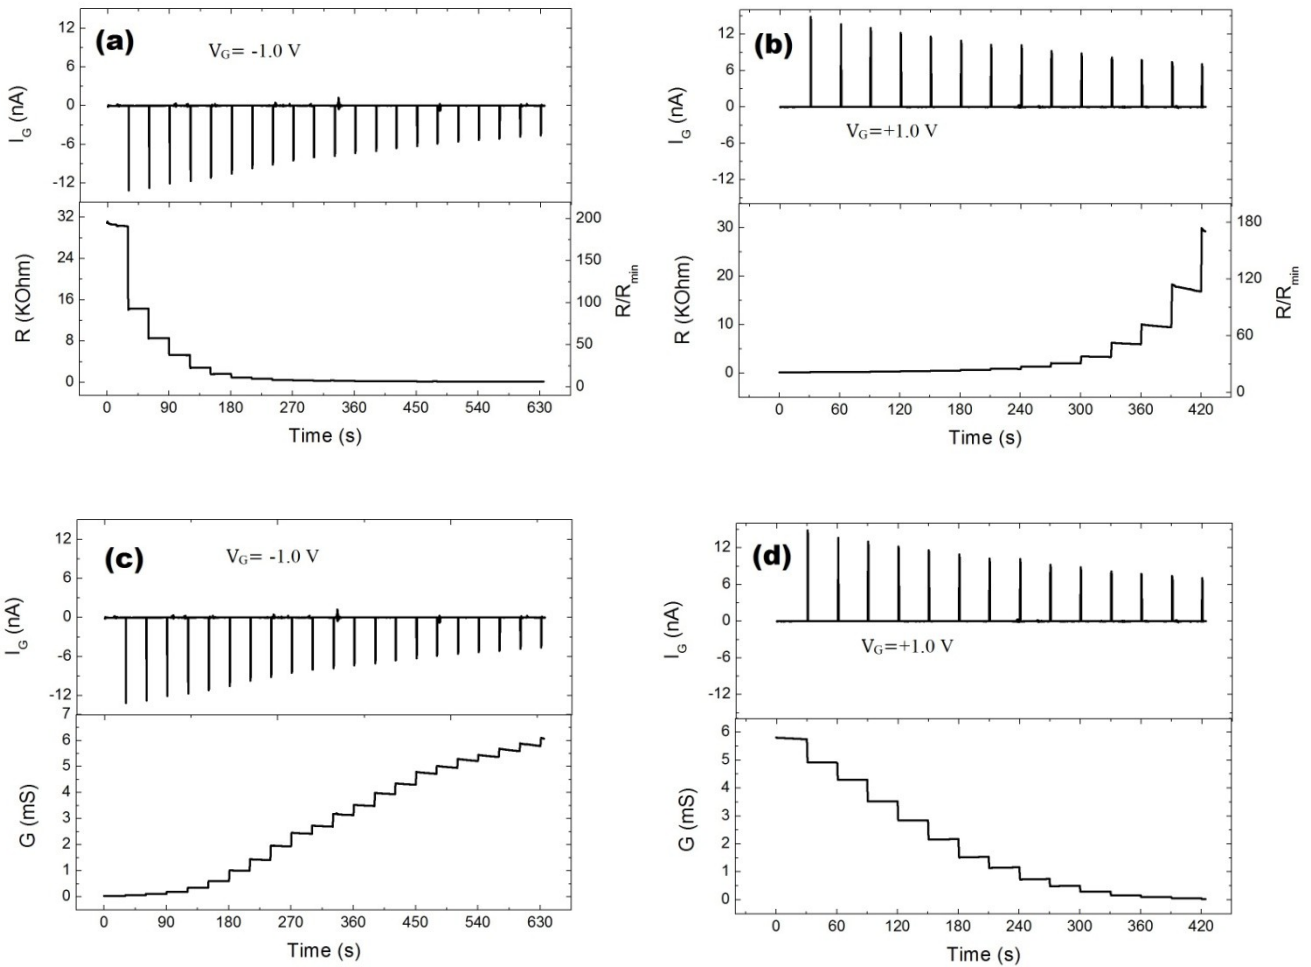 (a)
V_G= -1.0 V
12
6
0
-6
-12
I_G (nA)
32
24
16
8
0
R (KOhm)
200
150
100
50
0
R/R_min
0 90 180 270 360 450 540 630
Time (s)
(b)
V_G=+1.0 V
12
6
0
-6
-12
I_G (nA)
30
20
10
0
R (KOhm)
180
120
60
0
R/R_min
0 60 120 180 240 300 360 420
Time (s)
(c)
V_G= -1.0 V
12
6
0
-6
-12
I_G (nA)
7
6
5
4
3
2
1
0
G (mS)
0 90 180 270 360 450 540 630
Time (s)
(d)
V_G=+1.0 V
12
6
0
-6
-12
I_G (nA)
6
5
4
3
2
1
0
G (mS)
0 60 120 180 240 300 360 420
Time (s)